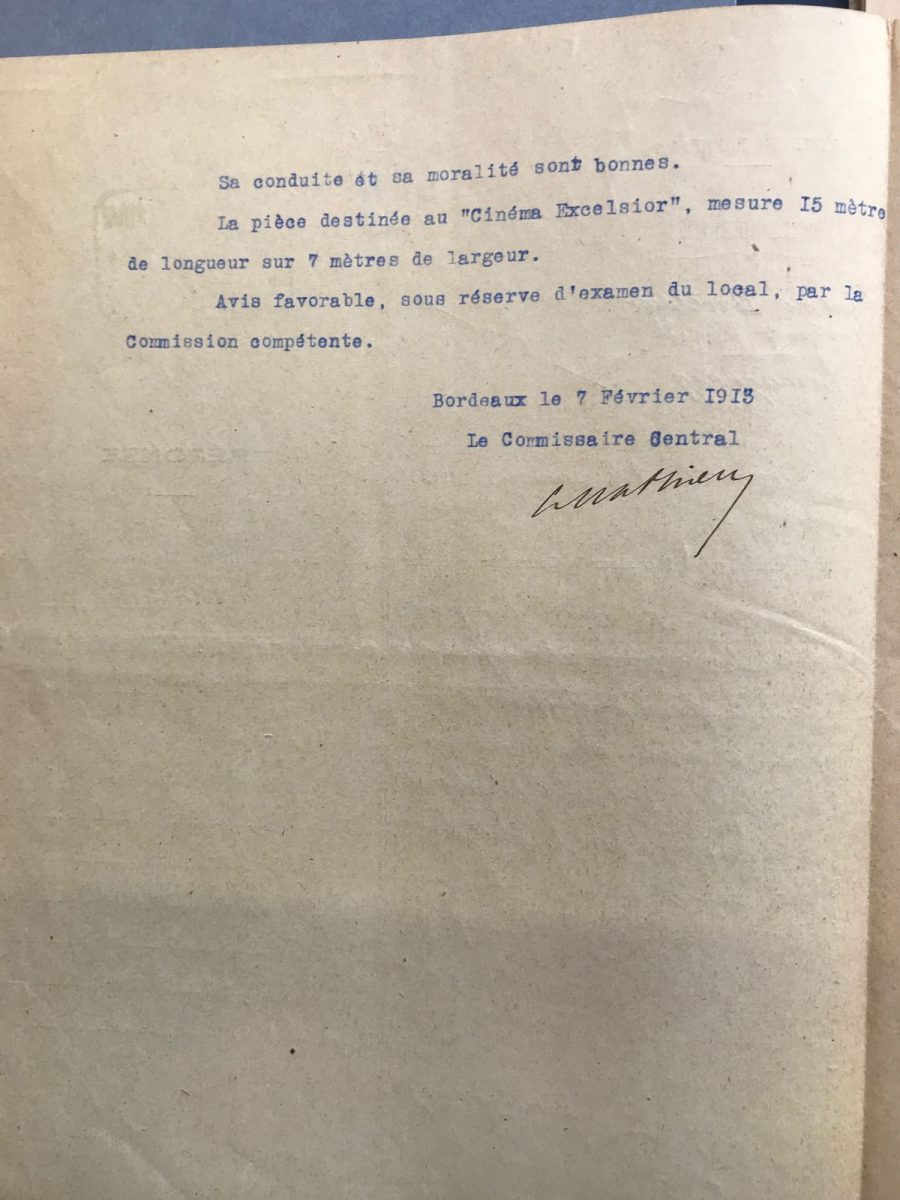 Sa conduite et sa moralité sont bonnes.
La pièce destinée au "Cinéma Excelsior", mesure I5 mètre
de longueur sur 7 mètres de largeur.
Avis favorable, sous réserve d'examen du local, par la
Commission compétente.
Bordeaux le 7 Février I9I3
Le Commissaire Central